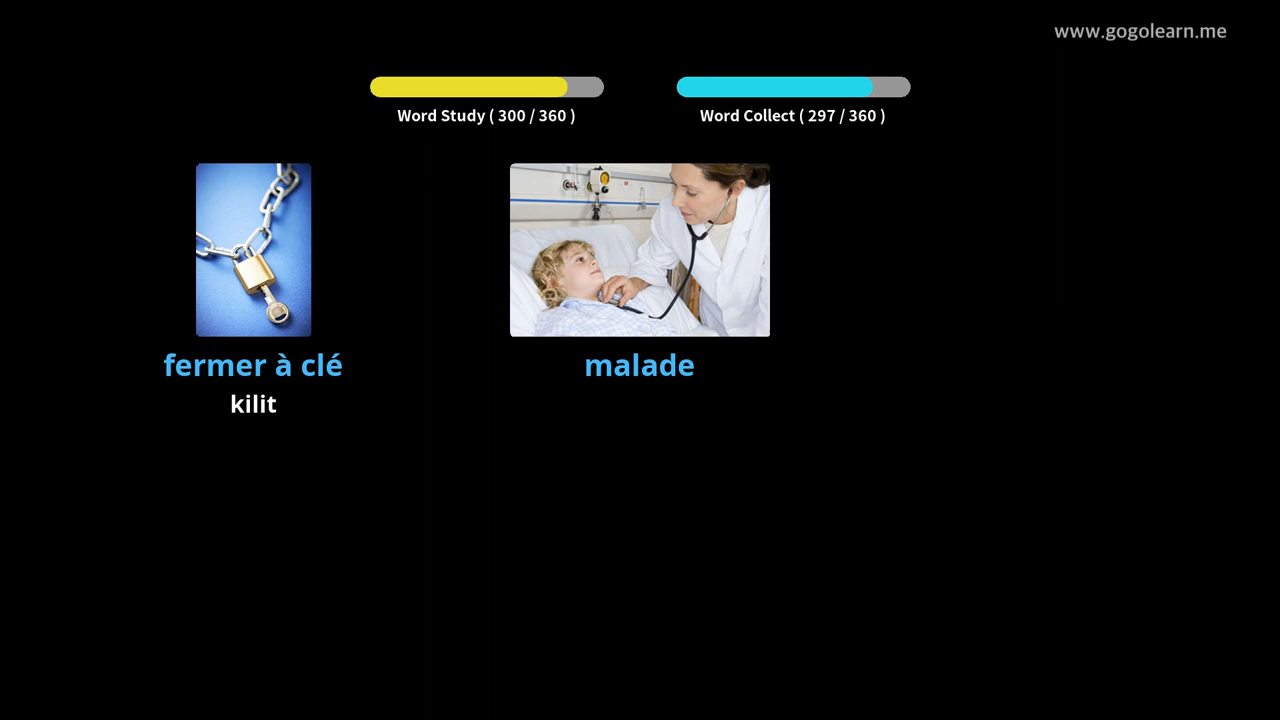 www.gogolearn.me
Word Study ( 300 / 360 )
Word Collect ( 297 / 360 )
fermer à clé
malade
kilit